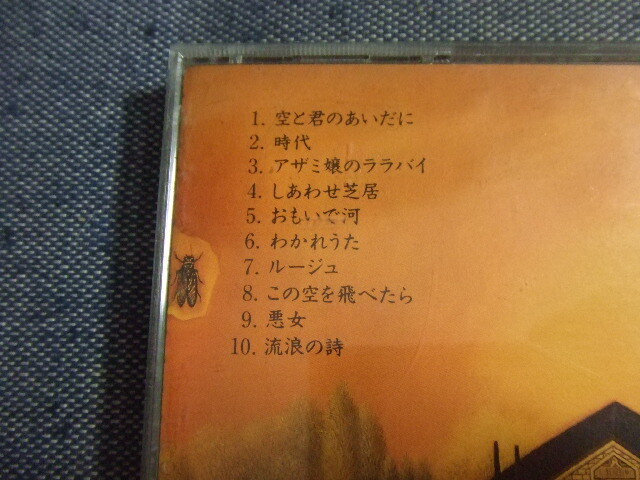 1. 空と君のあいだに
2. 時代
3. アザミ嬢のララバイ
4. しあわせ芝居
5. おもいで河
6. わかれうた
7. ルージュ
8. この空を飛べたら
9. 悪女
10. 流浪の詩